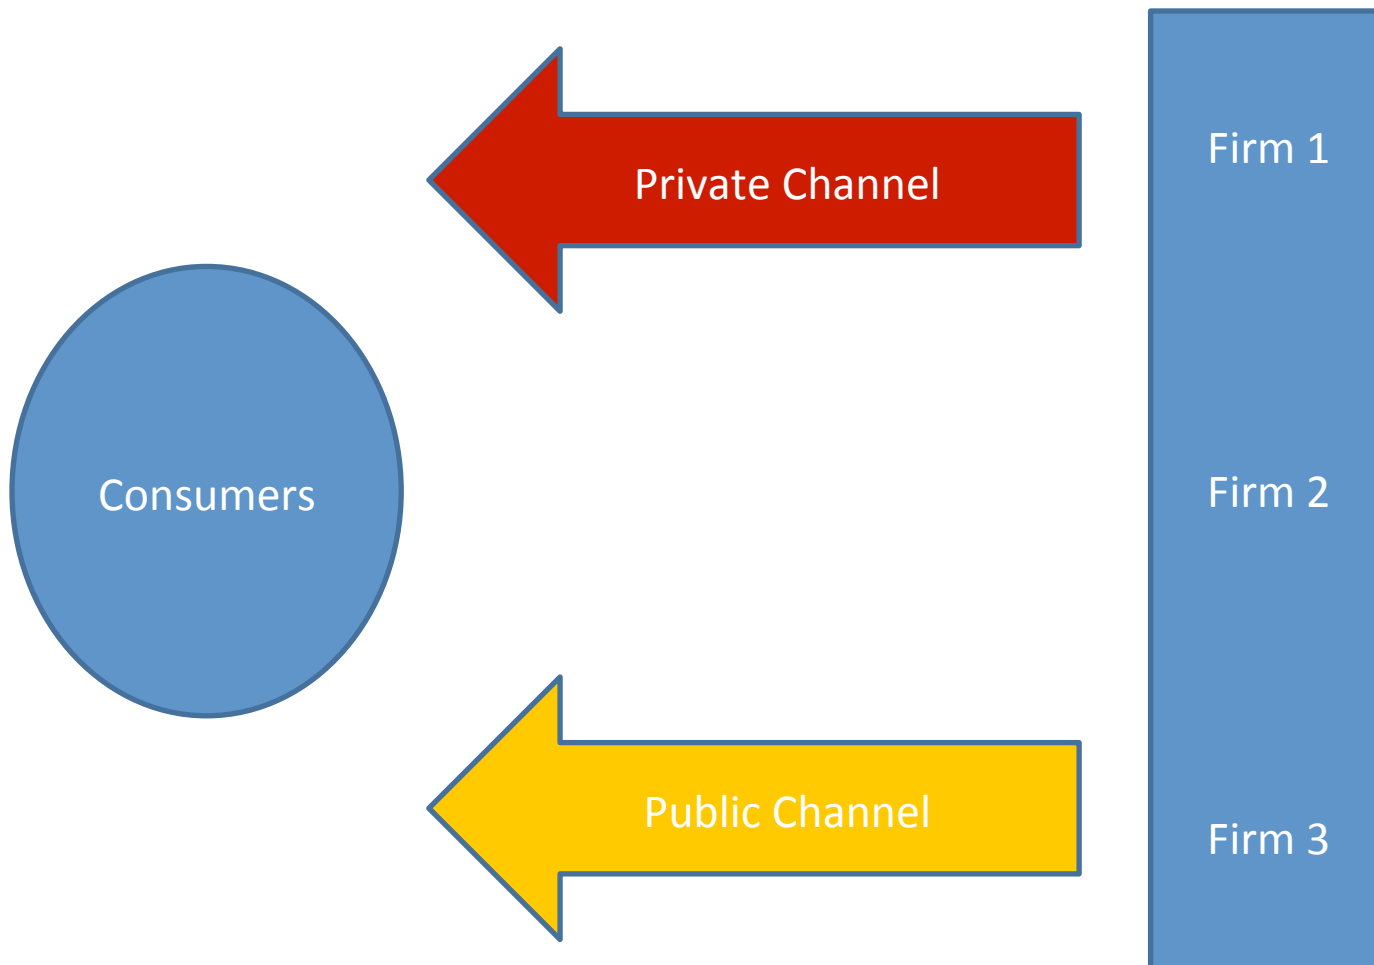 Firm 1
Private Channel
Consumers
Firm 2
Public Channel
Firm 3